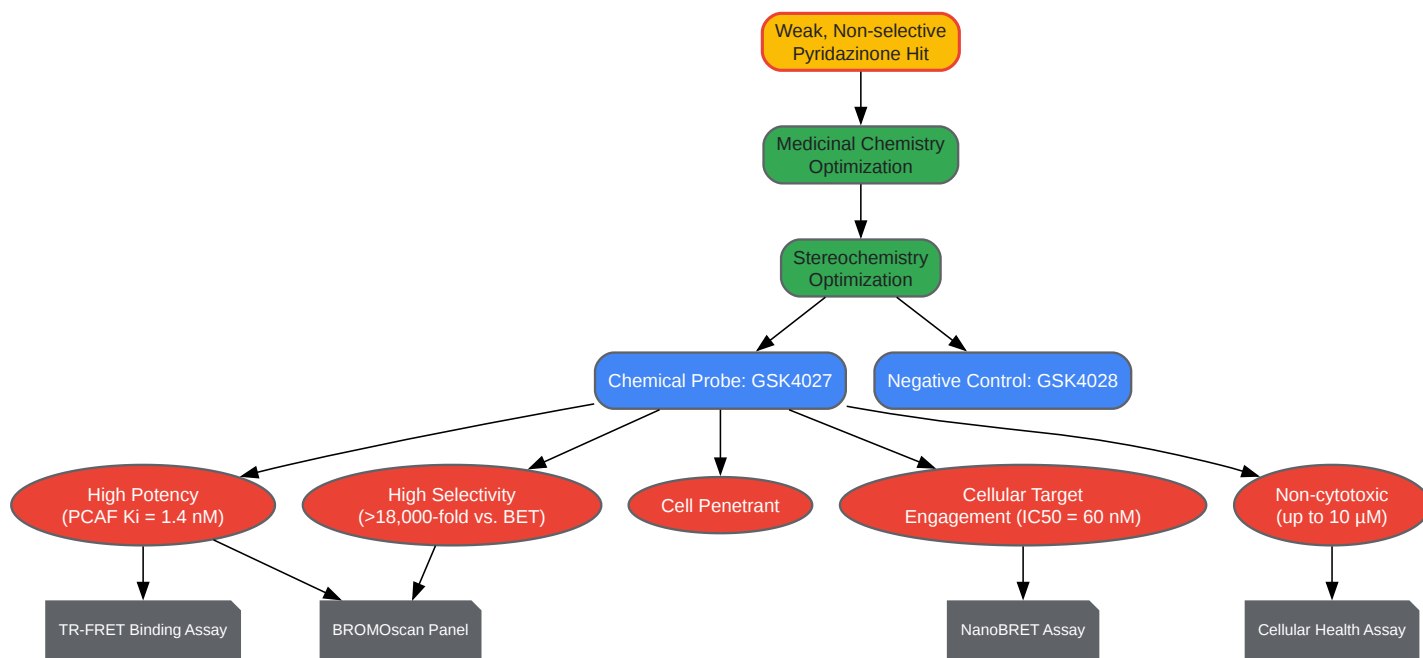 Weak, Non-selective
Pyridazinone Hit
Medicinal Chemistry
Optimization
Stereochemistry
Optimization
Chemical Probe: GSK4027
Negative Control: GSK4028
High Potency
(PCAF Ki = 1.4 nM)
High Selectivity
(>18,000-fold vs. BET)
Cell Penetrant
Cellular Target
Engagement (IC50 = 60 nM)
Non-cytotoxic
(up to 10 µM)
TR-FRET Binding Assay
BROMOscan Panel
NanoBRET Assay
Cellular Health Assay